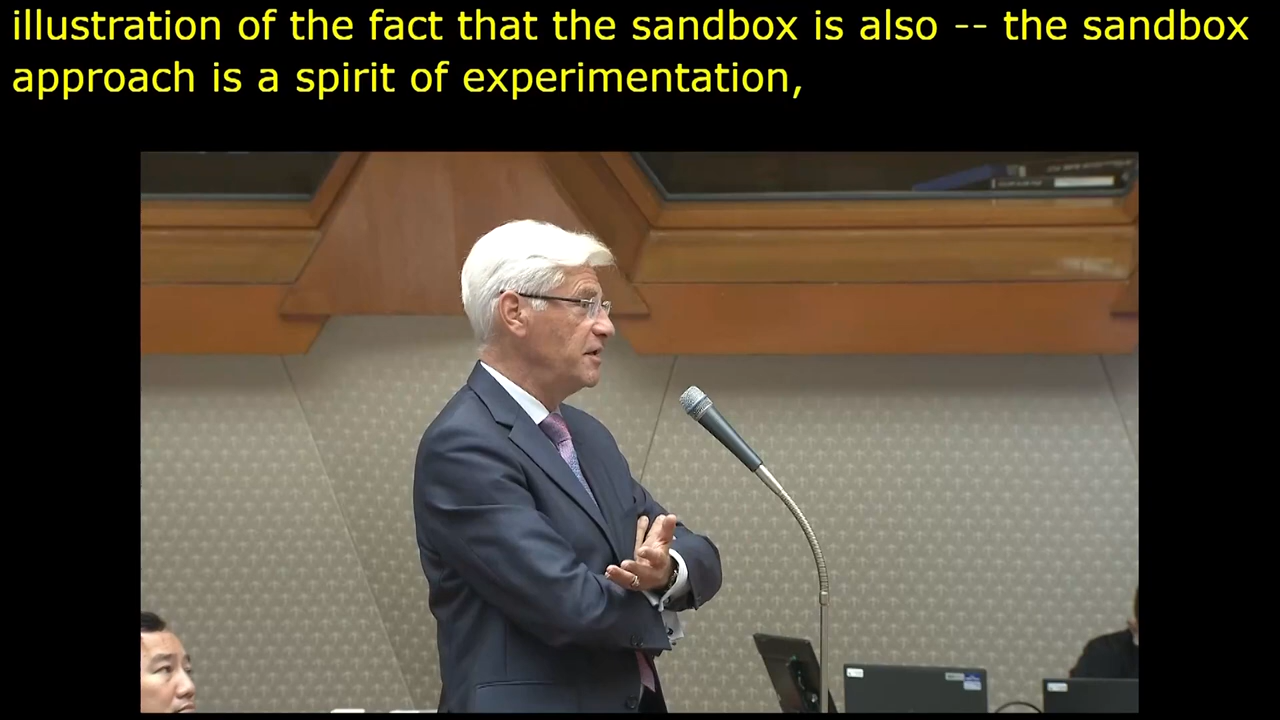 illustration of the fact that the sandbox is also -- the sandbox
approach is a spirit of experimentation,